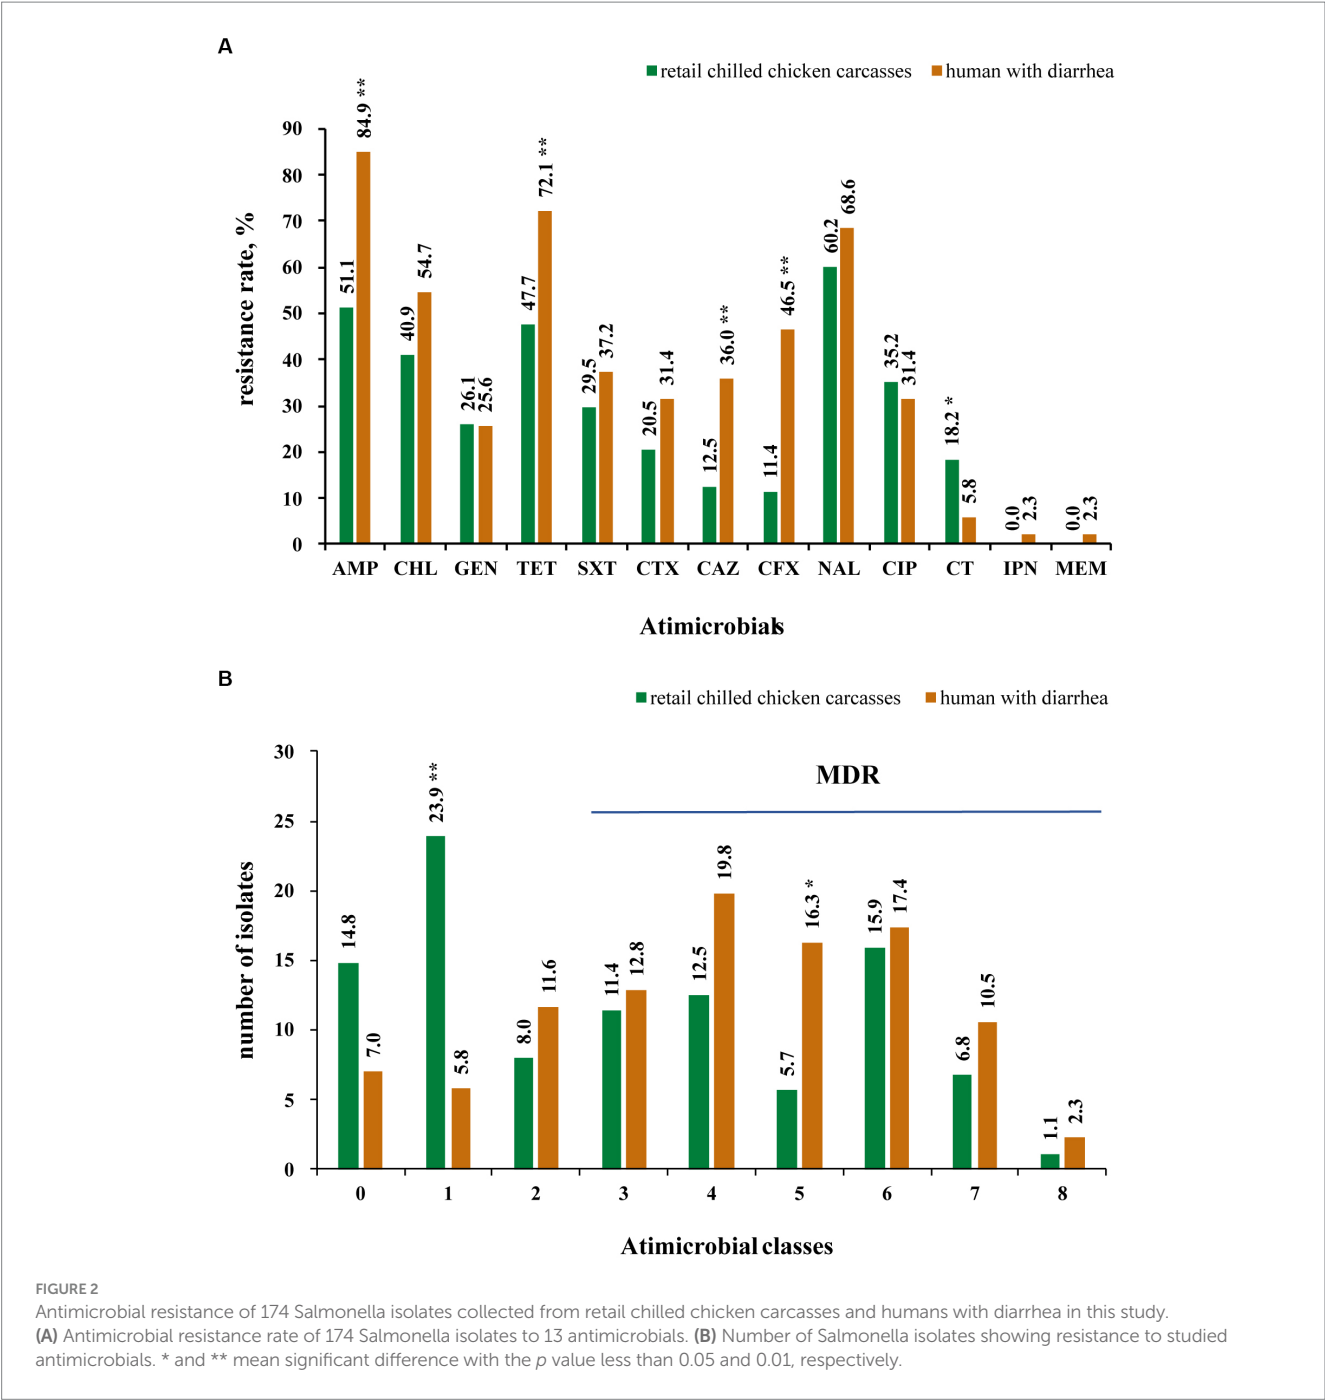 A
retail chilled chicken carcasses human with diarrhea
resistance rate, %
90
80
70
60
50
40
30
20
10
0
51.1 84.9 **
40.9 54.7
26.1 25.6
47.7 72.1 **
29.5 37.2
20.5 31.4
12.5 36.0 **
11.4 46.5 **
60.2 68.6
35.2 31.4
18.2 * 5.8
0.0 2.3
0.0 2.3
AMP CHL GEN TET SXT CTX CAZ CFX NAL CIP CT IPN MEM
Atimicrobials
B
retail chilled chicken carcasses human with diarrhea
MDR
number of isolates
30
25
20
15
10
5
0
14.8 7.0
23.9 ** 5.8
8.0 11.6
11.4 12.8
12.5 19.8
5.7 16.3 *
15.9 17.4
6.8 10.5
1.1 2.3
0 1 2 3 4 5 6 7 8
Atimicrobial classes
FIGURE 2
Antimicrobial resistance of 174 Salmonella isolates collected from retail chilled chicken carcasses and humans with diarrhea in this study.
(A) Antimicrobial resistance rate of 174 Salmonella isolates to 13 antimicrobials. (B) Number of Salmonella isolates showing resistance to studied
antimicrobials. * and ** mean significant difference with the p value less than 0.05 and 0.01, respectively.